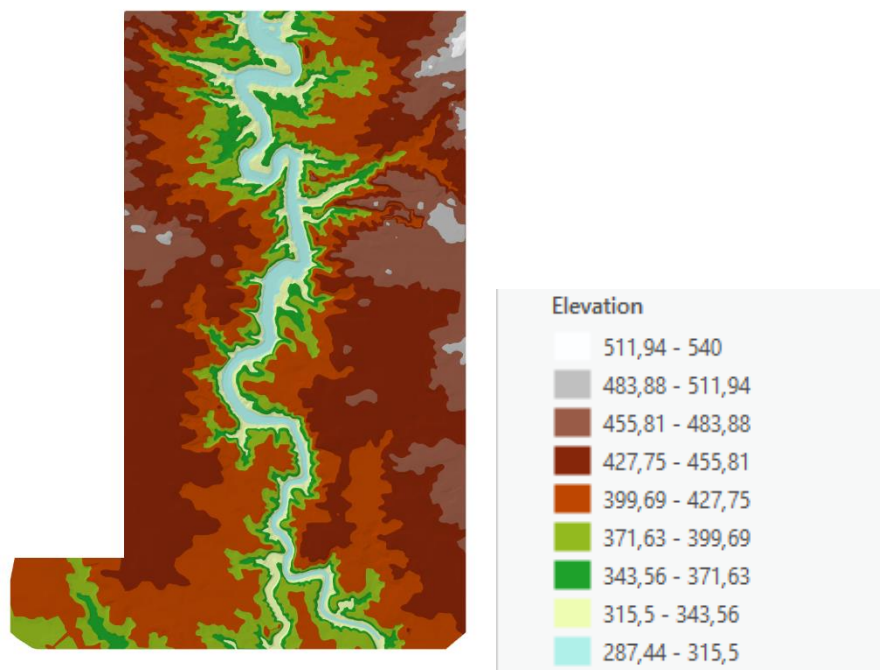 Elevation
511,94 - 540
483,88 - 511,94
455,81 - 483,88
427,75 - 455,81
399,69 - 427,75
371,63 - 399,69
343,56 - 371,63
315,5 - 343,56
287,44 - 315,5